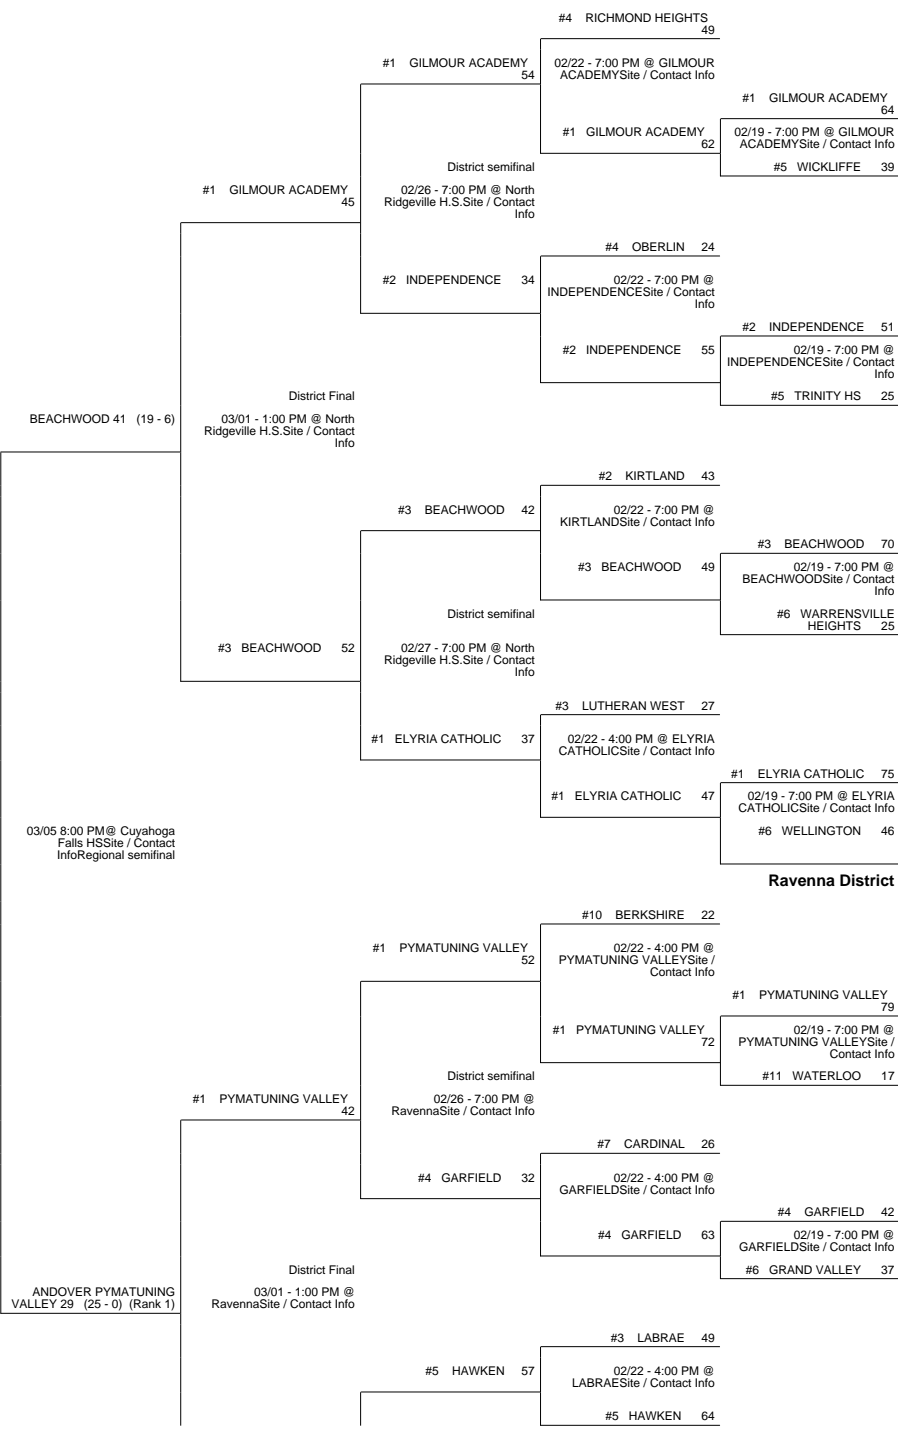 #4 RICHMOND HEIGHTS
49
#1 GILMOUR ACADEMY
54
02/22 - 7:00 PM @ GILMOUR
ACADEMYSite / Contact Info
#1 GILMOUR ACADEMY
64
#1 GILMOUR ACADEMY
62
02/19 - 7:00 PM @ GILMOUR
ACADEMYSite / Contact Info
#5 WICKLIFFE 39
District semifinal
#1 GILMOUR ACADEMY
45
02/26 - 7:00 PM @ North
Ridgeville H.S.Site / Contact
Info
#4 OBERLIN 24
#2 INDEPENDENCE 34
02/22 - 7:00 PM @
INDEPENDENCESite / Contact
Info
#2 INDEPENDENCE 51
#2 INDEPENDENCE 55
02/19 - 7:00 PM @
INDEPENDENCESite / Contact
Info
#5 TRINITY HS 25
District Final
BEACHWOOD 41 (19 - 6)
03/01 - 1:00 PM @ North
Ridgeville H.S.Site / Contact
Info
#2 KIRTLAND 43
#3 BEACHWOOD 42
02/22 - 7:00 PM @
KIRTLANDSite / Contact Info
#3 BEACHWOOD 70
#3 BEACHWOOD 49
02/19 - 7:00 PM @
BEACHWOODSite / Contact
Info
#6 WARRENSVILLE
HEIGHTS 25
District semifinal
#3 BEACHWOOD 52
02/27 - 7:00 PM @ North
Ridgeville H.S.Site / Contact
Info
#3 LUTHERAN WEST 27
#1 ELYRIA CATHOLIC 37
02/22 - 4:00 PM @ ELYRIA
CATHOLICSite / Contact Info
#1 ELYRIA CATHOLIC 75
#1 ELYRIA CATHOLIC 47
02/19 - 7:00 PM @ ELYRIA
CATHOLICSite / Contact Info
#6 WELLINGTON 46
03/05 8:00 PM@ Cuyahoga
Falls HSSite / Contact
InfoRegional semifinal
Ravenna District
#10 BERKSHIRE 22
#1 PYMATUNING VALLEY
52
02/22 - 4:00 PM @
PYMATUNING VALLEYSite /
Contact Info
#1 PYMATUNING VALLEY
79
#1 PYMATUNING VALLEY
72
02/19 - 7:00 PM @
PYMATUNING VALLEYSite /
Contact Info
#11 WATERLOO 17
District semifinal
#1 PYMATUNING VALLEY
42
02/26 - 7:00 PM @
RavennaSite / Contact Info
#7 CARDINAL 26
#4 GARFIELD 32
02/22 - 4:00 PM @
GARFIELDSite / Contact Info
#4 GARFIELD 42
#4 GARFIELD 63
02/19 - 7:00 PM @
GARFIELDSite / Contact Info
#6 GRAND VALLEY 37
District Final
ANDOVER PYMATUNING
VALLEY 29 (25 - 0) (Rank 1)
03/01 - 1:00 PM @
RavennaSite / Contact Info
#3 LABRAE 49
#5 HAWKEN 57
02/22 - 4:00 PM @
LABRAESite / Contact Info
#5 HAWKEN 64